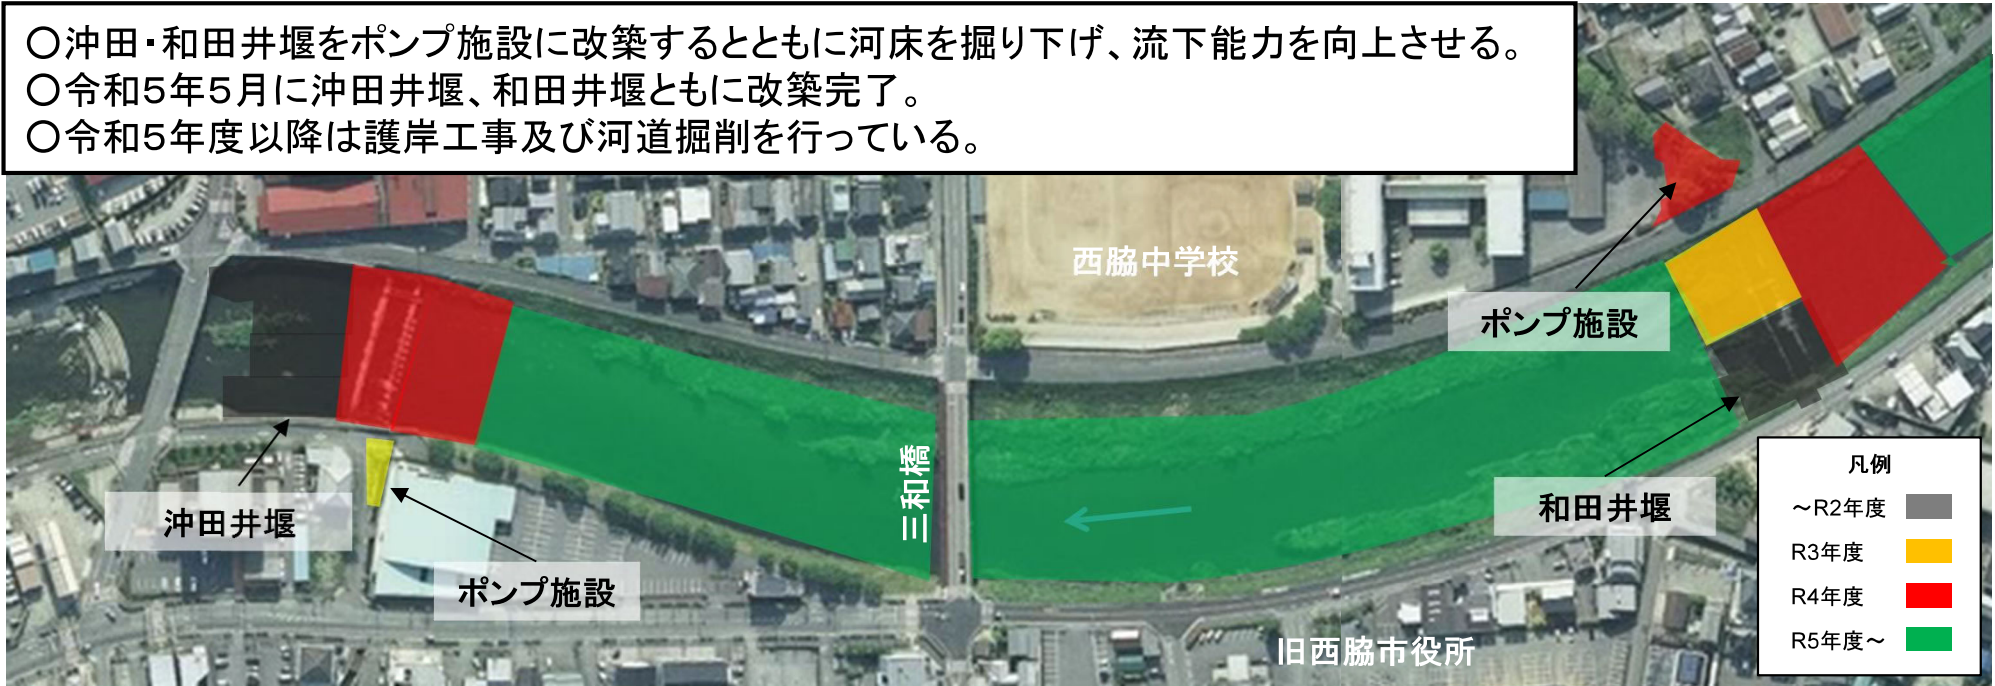 ○沖田・和田井堰をポンプ施設に改築するとともに河床を掘り下げ、流下能力を向上させる。
○令和5年5月に沖田井堰、和田井堰ともに改築完了。
○令和5年度以降は護岸工事及び河道掘削を行っている。
西脇中学校
ポンプ施設
三和橋
沖田井堰
和田井堰
ポンプ施設
旧西脇市役所
凡例
～R2年度
R3年度
R4年度
R5年度～